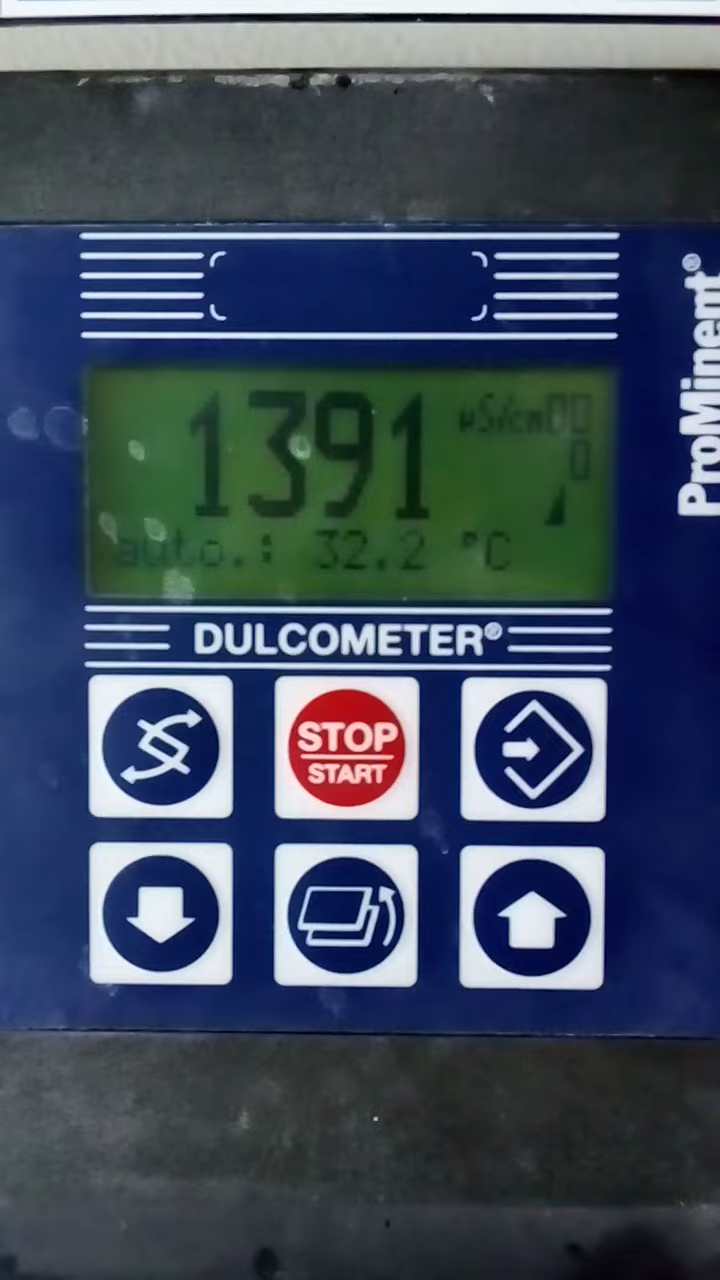 ProMinent®
1391 µS/cm
auto.: 32.2 °C
DULCOMETER®
STOP
START